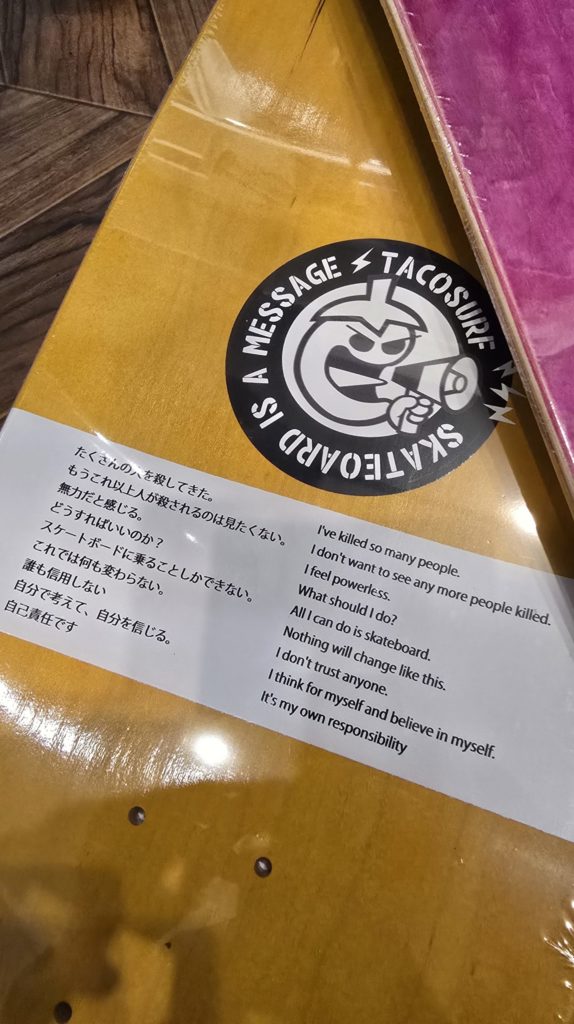 SKATEOARD IS A MESSAGE
TACOSURF
たくさんの人を殺してきた。
もうこれ以上人が殺されるのは見たくない。
無力だと感じる。
どうすればいいのか？
スケートボードに乗ることしかできない。
これでは何も変わらない。
誰も信用しない
自分で考えて、自分を信じる。
自己責任です
I've killed so many people.
I don't want to see any more people killed.
I feel powerless.
What should I do?
All I can do is skateboard.
Nothing will change like this.
I don't trust anyone.
I think for myself and believe in myself.
It's my own responsibility